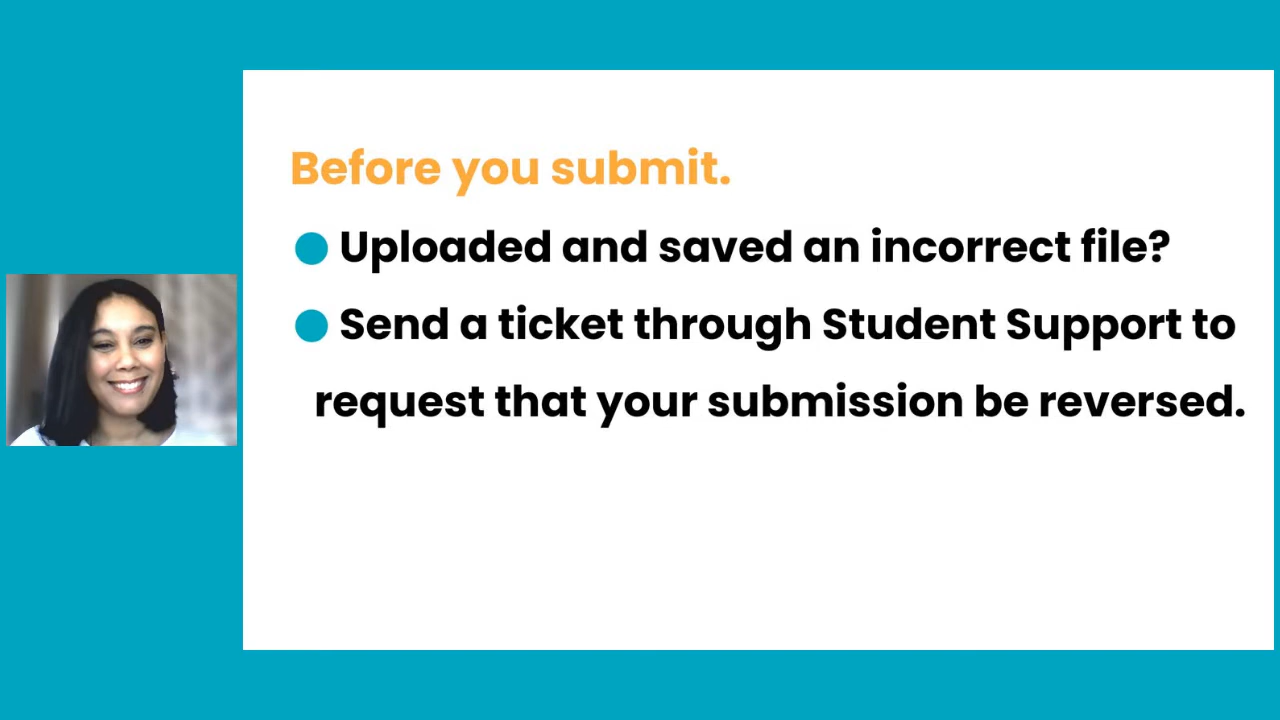 Before you submit.
Uploaded and saved an incorrect file?
Send a ticket through Student Support to
request that your submission be reversed.